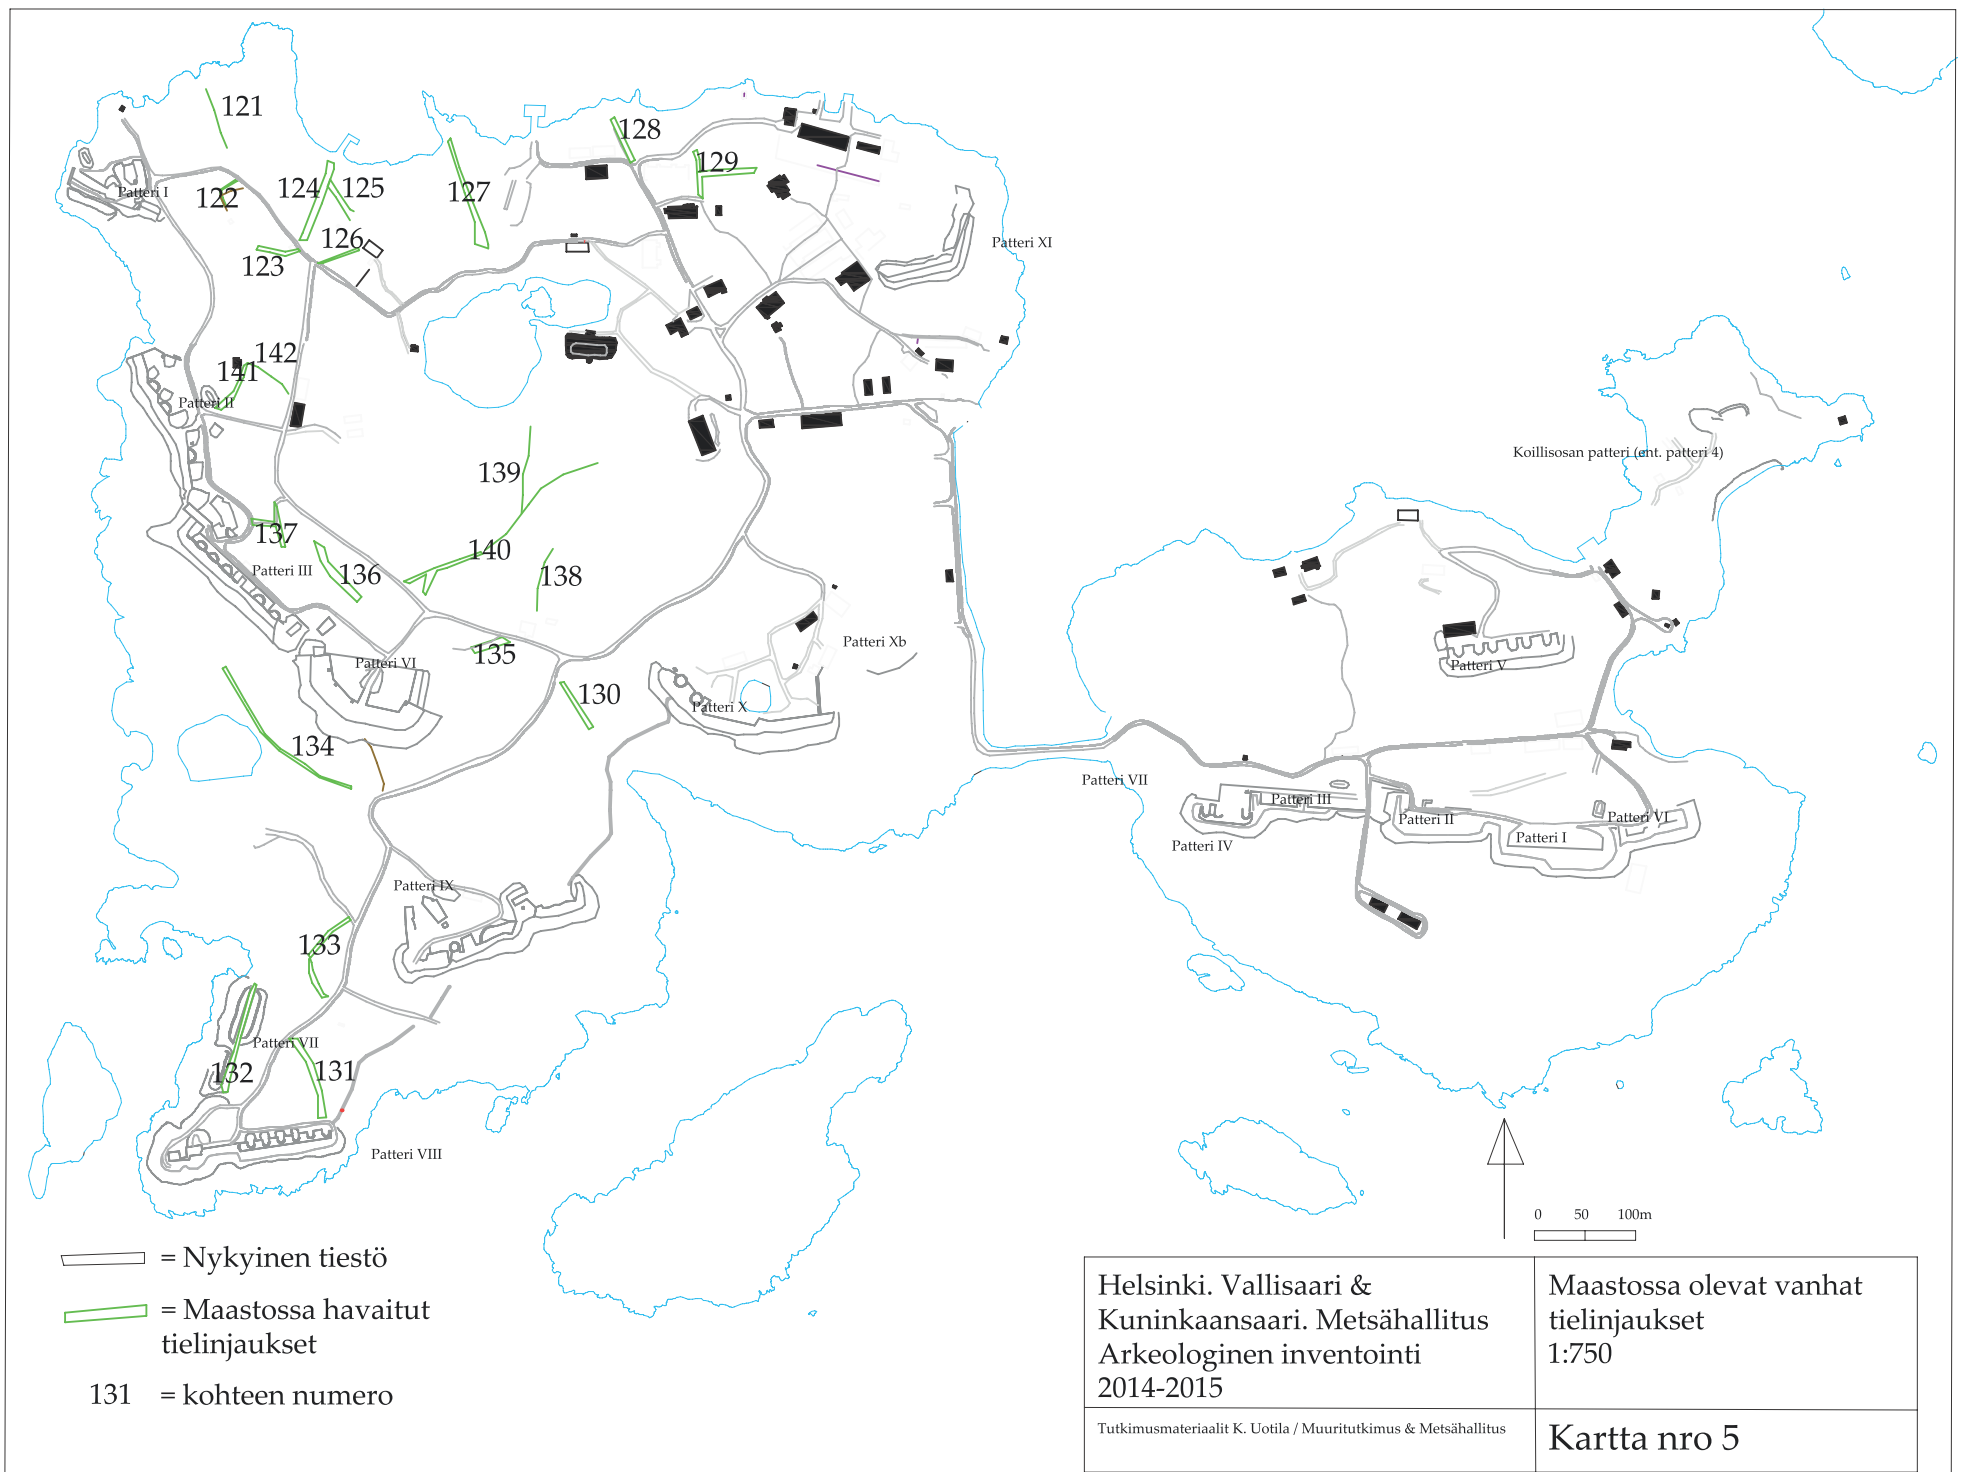 121
128
129
Patteri I
122
124
125
127
126
123
Patteri XI
142
141
Patteri II
Koillisosan patteri (ent. patteri 4)
139
137
140
Patteri III
136
138
Patteri Xb
135
Patteri VI
Patteri V
130
Patteri X
134
Patteri VII
Patteri III
Patteri II
Patteri VI
Patteri I
Patteri IV
Patteri IX
133
Patteri VII
132
131
Patteri VIII
0 50 100m
= Nykyinen tiestö
= Maastossa havaitut
tielinjaukset
131 = kohteen numero
Helsinki. Vallisaari &
Kuninkaansaari. Metsähallitus
Arkeologinen inventointi
2014-2015
Maastossa olevat vanhat
tielinjaukset
1:750
Tutkimusmateriaalit K. Uotila / Muuritutkimus & Metsähallitus
Kartta nro 5